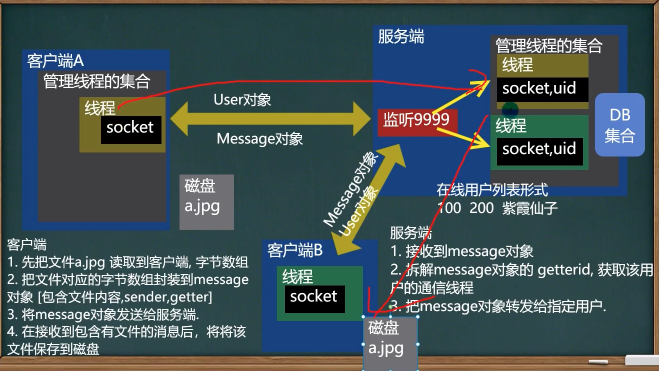 客户端A
管理线程的集合
线程
socket
User对象
Message对象
磁盘
a.jpg
服务端
监听9999
管理线程的集合
线程
socket,uid
线程
socket,uid
DB
集合
在线用户列表形式
100 200 紫霞仙子
Message对象
User对象
客户端B
线程
socket
磁盘
a.jpg
客户端
1. 先把文件a.jpg 读取到客户端, 字节数组
2. 把文件对应的字节数组封装到message
对象 [包含文件内容,sender,getter]
3. 将message对象发送给服务端.
4. 在接收到包含有文件的消息后，将将该
文件保存到磁盘
服务端
1. 接收到message对象
2. 拆解message对象的 getterid, 获取该用
户的通信线程
3. 把message对象转发给指定用户.